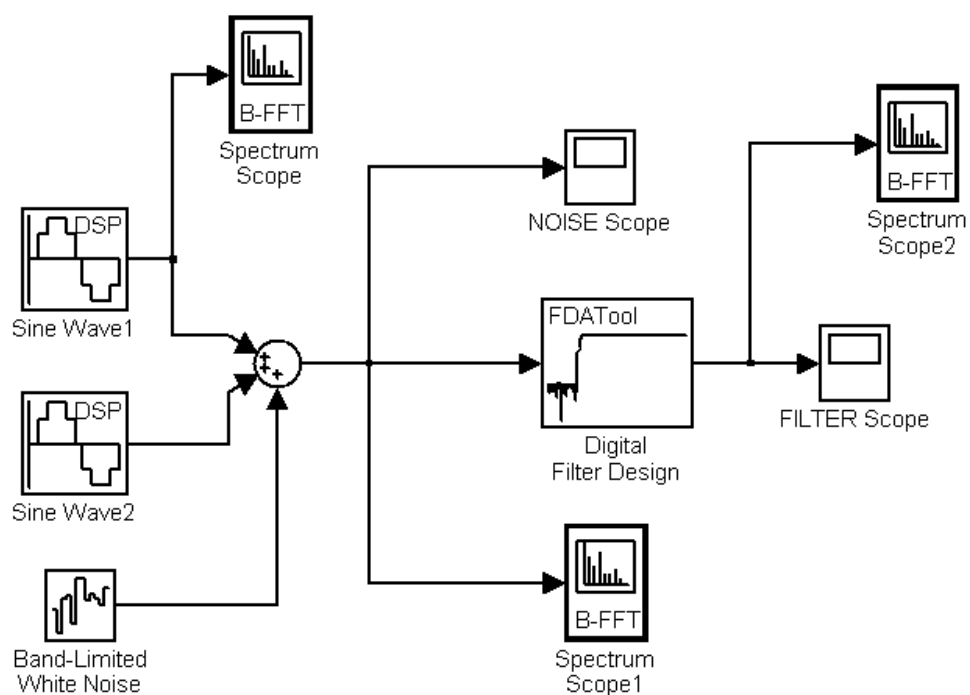 B-FFT
Spectrum
Scope
B-FFT
Spectrum
Scope2
NOISE Scope
DSP
Sine Wave1
FDATool
Digital
Filter Design
FILTER Scope
DSP
Sine Wave2
B-FFT
Spectrum
Scope1
Band-Limited
White Noise